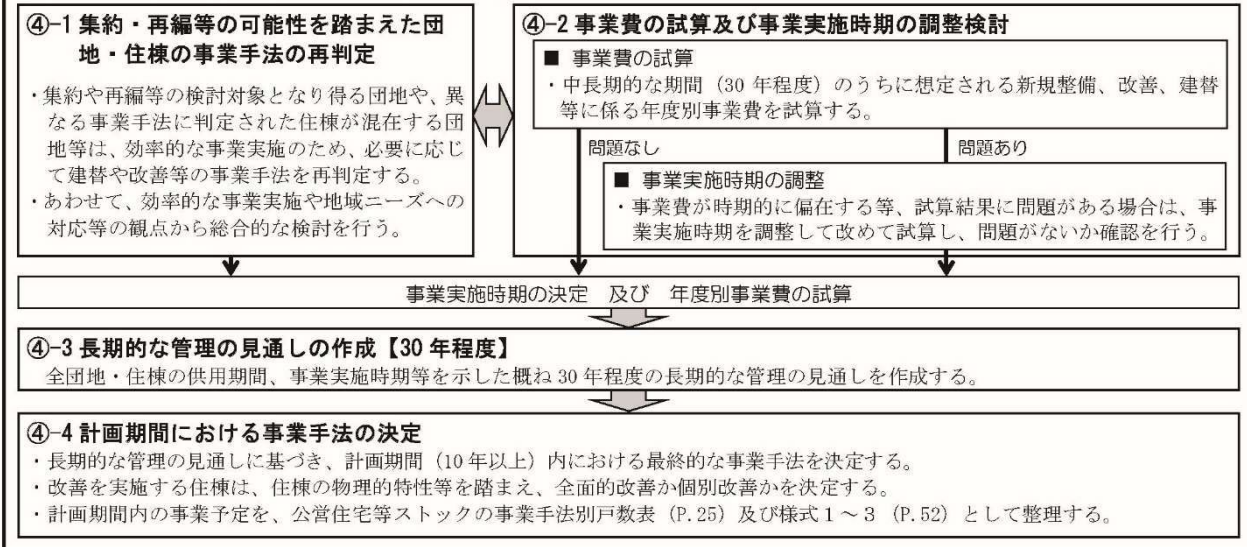 ④-1 集約・再編等の可能性を踏まえた団
地・住棟の事業手法の再判定
・集約や再編等の検討対象となり得る団地や、異
なる事業手法に判定された住棟が混在する団
地等は、効率的な事業実施のため、必要に応じ
て建替や改善等の事業手法を再判定する。
・あわせて、効率的な事業実施や地域ニーズへの
対応等の観点から総合的な検討を行う。
④-2 事業費の試算及び事業実施時期の調整検討
■ 事業費の試算
・中長期的な期間（30 年程度）のうちに想定される新規整備、改善、建替
等に係る年度別事業費を試算する。
問題なし
問題あり
■ 事業実施時期の調整
・事業費が時期的に偏在する等、試算結果に問題がある場合は、事
業実施時期を調整して改めて試算し、問題がないか確認を行う。
事業実施時期の決定　及び　年度別事業費の試算
④-3 長期的な管理の見通しの作成【30 年程度】
全団地・住棟の供用期間、事業実施時期等を示した概ね 30 年程度の長期的な管理の見通しを作成する。
④-4 計画期間における事業手法の決定
・長期的な管理の見通しに基づき、計画期間（10 年以上）内における最終的な事業手法を決定する。
・改善を実施する住棟は、住棟の物理的特性等を踏まえ、全面的改善か個別改善かを決定する。
・計画期間内の事業予定を、公営住宅等ストックの事業手法別戸数表（P.25）及び様式１～３（P.52）として整理する。